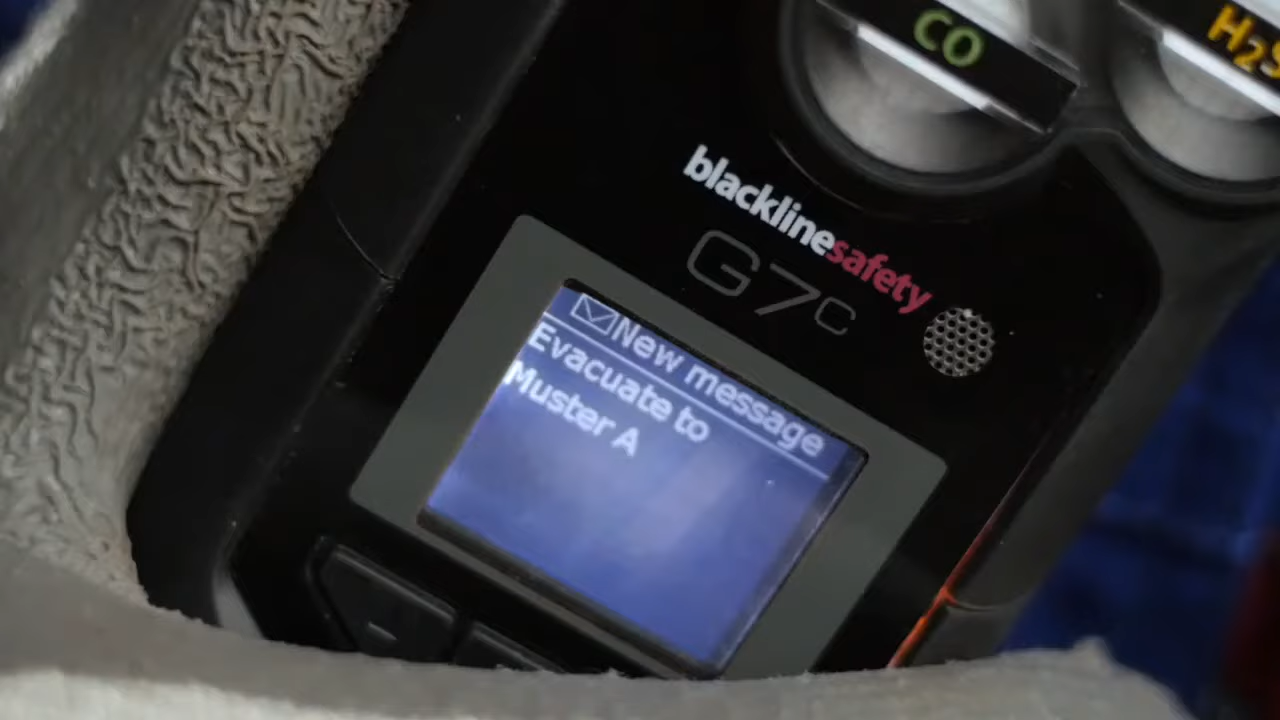 CO
H₂S
blacklinesafety
G7c
New message
Evacuate to
Muster A